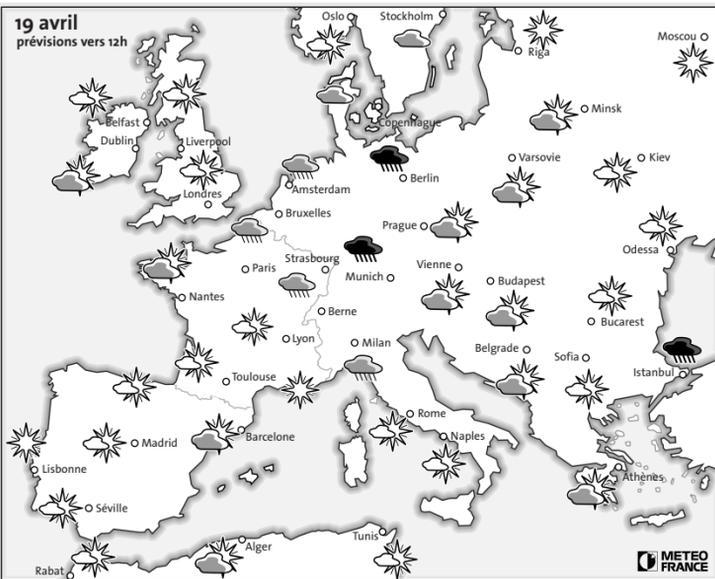 19 avril
prévisions vers 12h
Oslo
Stockholm
Riga
Moscou
Minsk
Belfast
Copenhague
Dublin
Liverpool
Varsovie
Kiev
Berlin
Amsterdam
Londres
Bruxelles
Prague
Odessa
Strasbourg
Paris
Munich
Vienne
Budapest
Nantes
Berne
Bucarest
Lyon
Milan
Belgrade
Sofia
Istanbul
Toulouse
Rome
Barcelone
Naples
Madrid
Lisbonne
Athènes
Séville
Tunis
Alger
Rabat
METEO
FRANCE